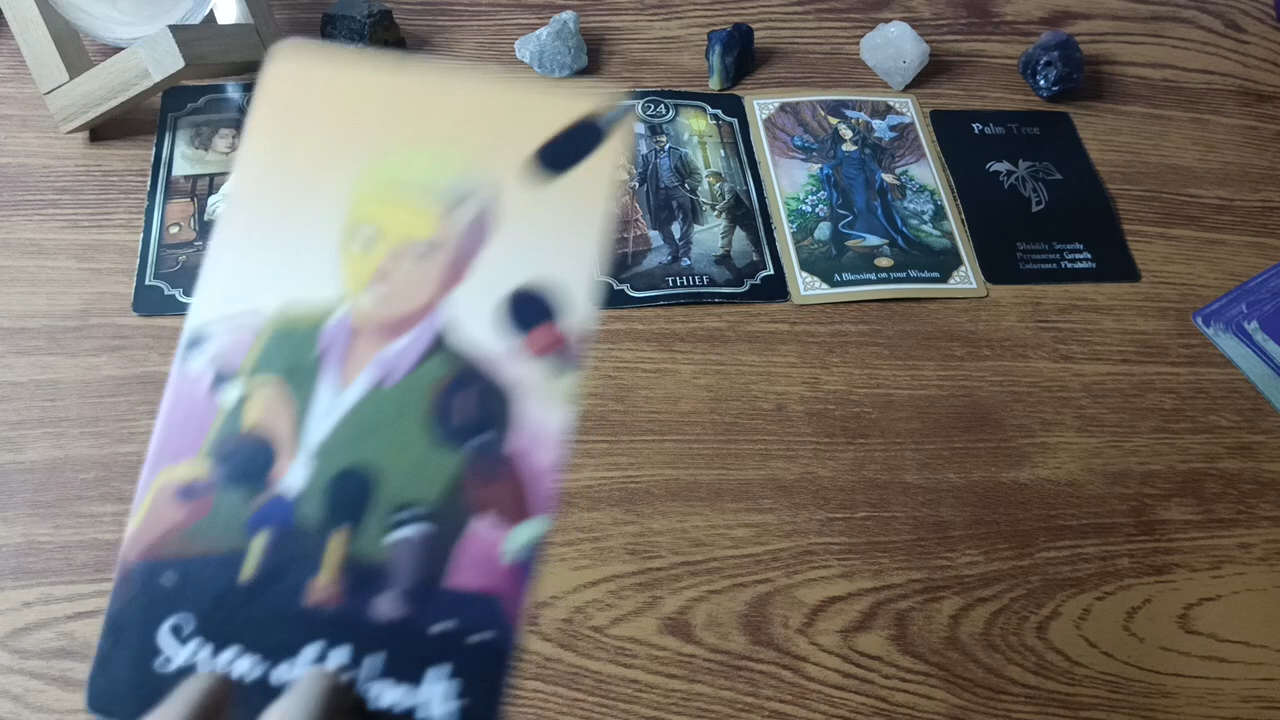 24
THIEF
A Blessing on your Wisdom
Palm Tree
Stability Security
Permanence Growth
Endurance Flexibility